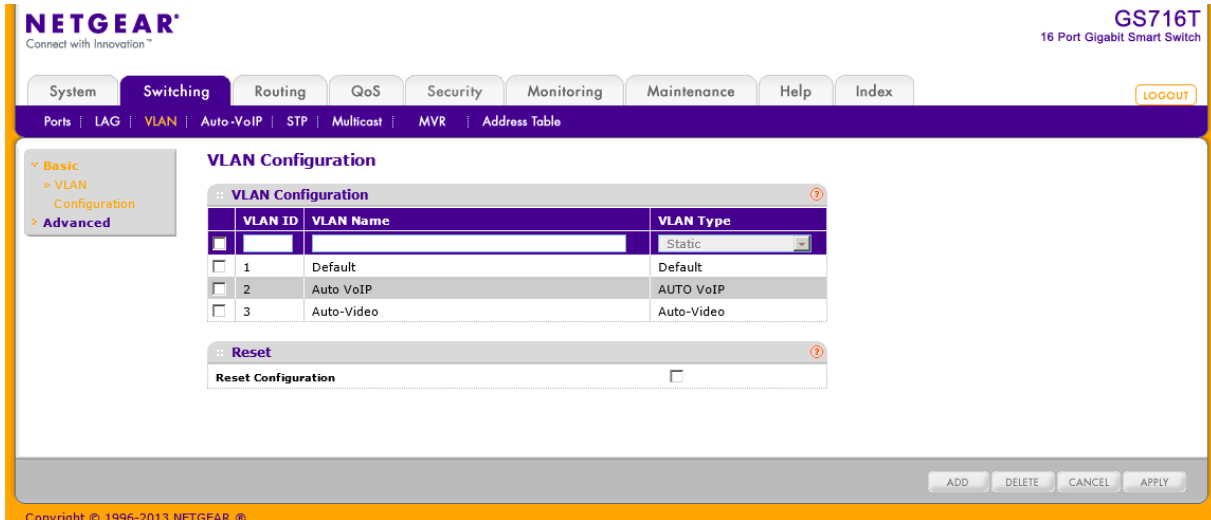 NETGEAR®
Connect with Innovation™
GS716T
16 Port Gigabit Smart Switch
System Switching Routing QoS Security Monitoring Maintenance Help Index
LOGOUT
Ports | LAG | VLAN | Auto-VoIP | STP | Multicast | MVR | Address Table
Basic
» VLAN
Configuration
Advanced
VLAN Configuration
VLAN Configuration
VLAN ID VLAN Name VLAN Type
Static
1 Default Default
2 Auto VoIP AUTO VoIP
3 Auto-Video Auto-Video
Reset
Reset Configuration
ADD DELETE CANCEL APPLY
Copyright © 1996-2013 NETGEAR ®